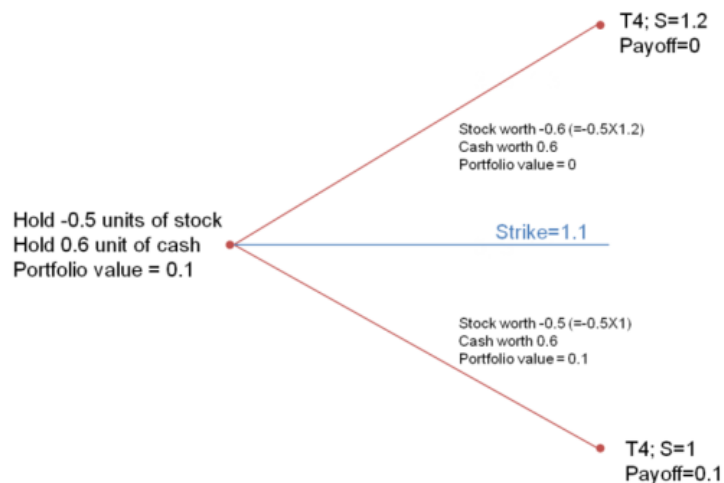 T4; S=1.2
Payoff=0
Stock worth -0.6 (=-0.5X1.2)
Cash worth 0.6
Portfolio value = 0
Hold -0.5 units of stock
Hold 0.6 unit of cash
Portfolio value = 0.1
Strike=1.1
Stock worth -0.5 (=-0.5X1)
Cash worth 0.6
Portfolio value = 0.1
T4; S=1
Payoff=0.1